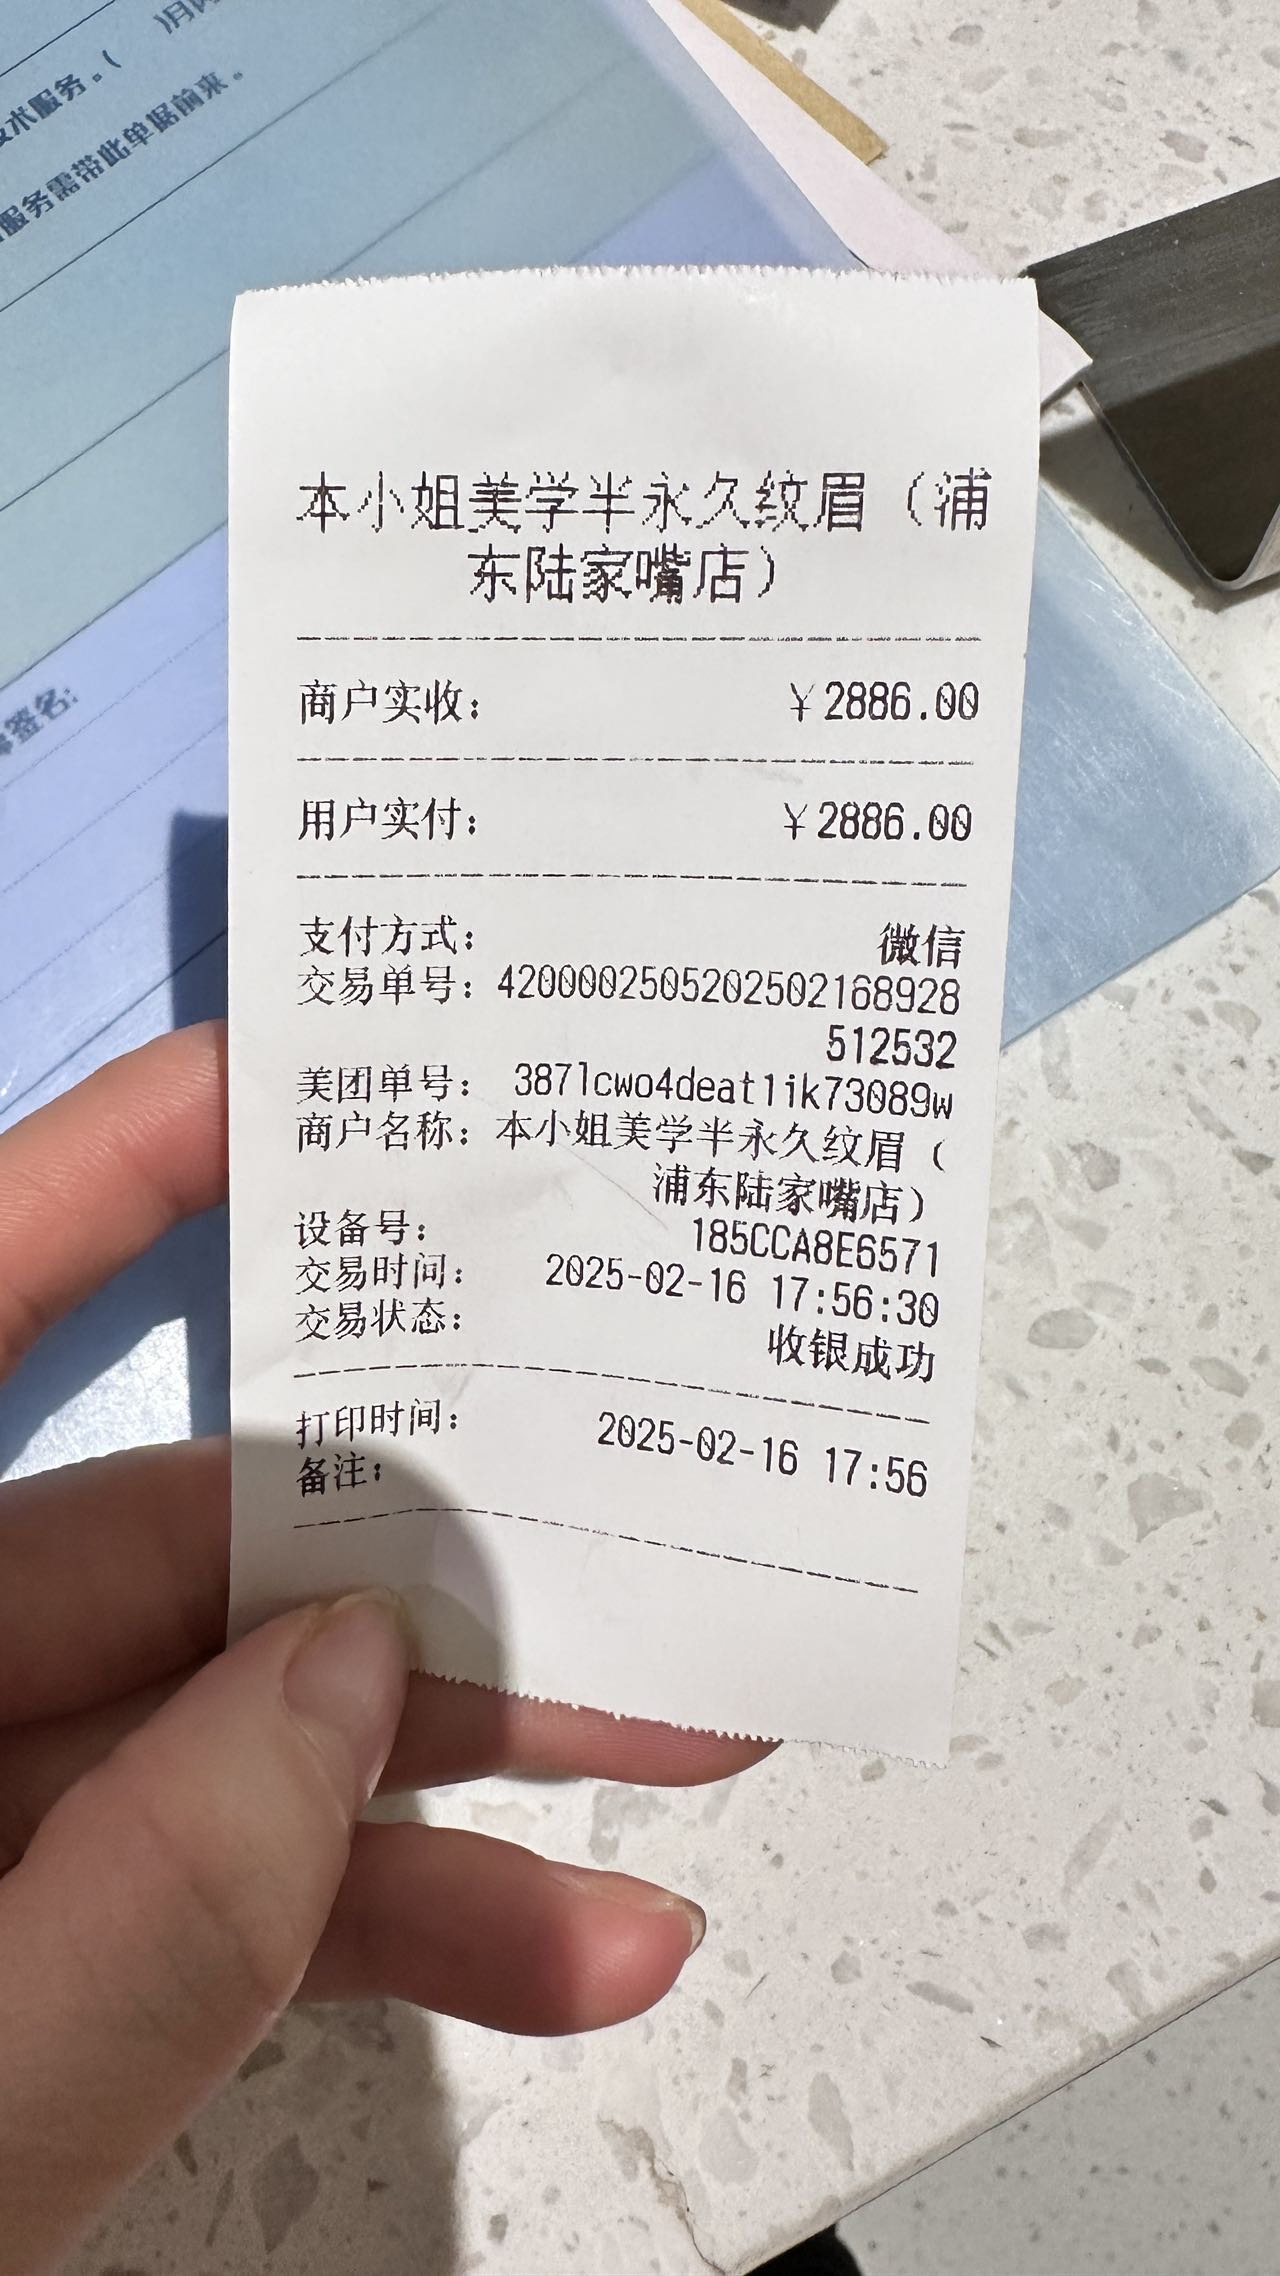 )月内
术服务。(
服务需带此单据前来。
签名:
本小姐美学半永久纹眉（浦
东陆家嘴店）
商户实收： ￥2886.00
用户实付： ￥2886.00
支付方式： 微信
交易单号：4200002505202502168928
512532
美团单号： 387lcwo4deat1ik73089w
商户名称：本小姐美学半永久纹眉（
浦东陆家嘴店）
设备号： 185CCA8E6571
交易时间： 2025-02-16 17:56:30
交易状态： 收银成功
打印时间： 2025-02-16 17:56
备注：